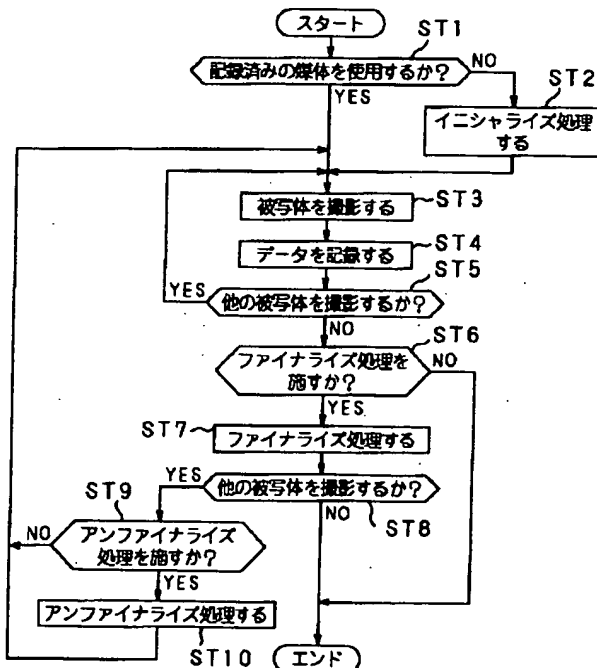 スタート
ST1
記録済みの媒体を使用するか?
NO
YES
ST2
イニシャライズ処理
する
被写体を撮影する
ST3
データを記録する
ST4
ST5
YES
他の被写体を撮影するか?
NO
ST6
ファイナライズ処理を
施すか?
NO
YES
ST7
ファイナライズ処理する
YES
他の被写体を撮影するか?
ST8
NO
ST9
NO
アンファイナライズ
処理を施すか?
YES
アンファイナライズ処理する
ST10
エンド